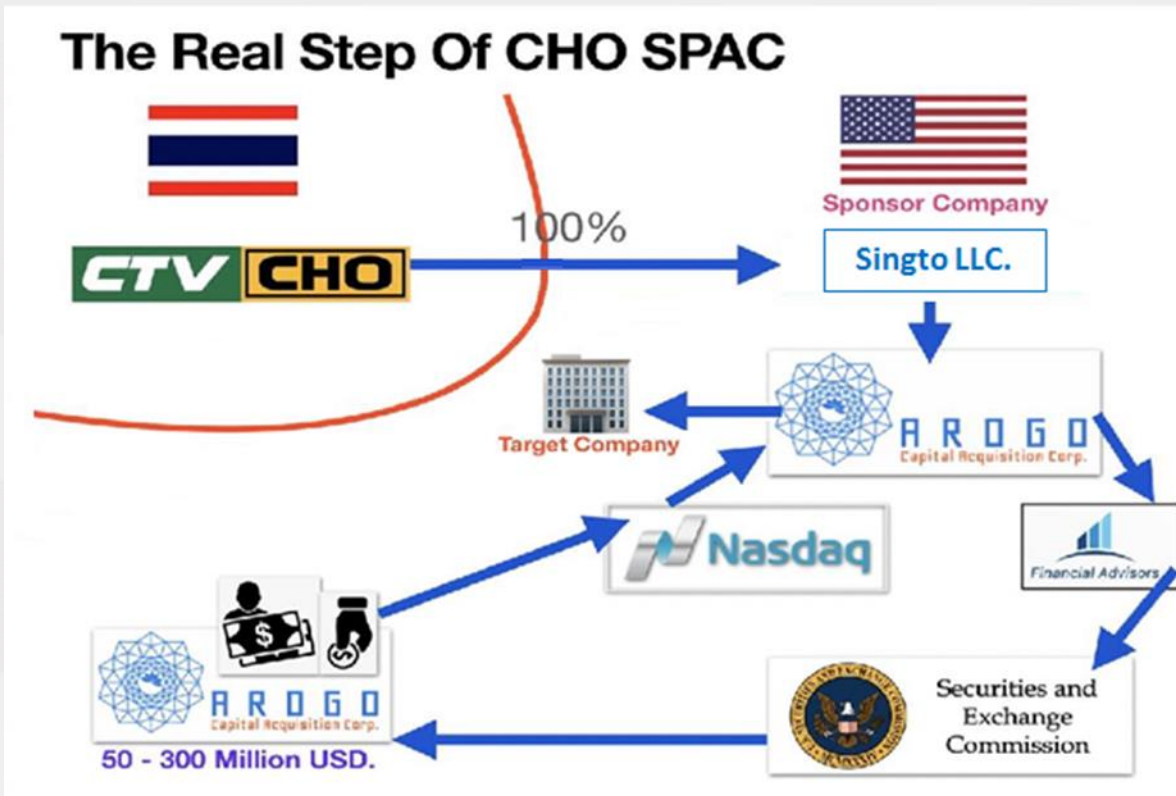 The Real Step Of CHO SPAC
Sponsor Company
100%
CTV CHO
Singto LLC.
AROGO
Capital Acquisition Corp.
Target Company
Nasdaq
Financial Advisors
$
AROGO
Capital Acquisition Corp.
50 - 300 Million USD.
Securities and
Exchange
Commission